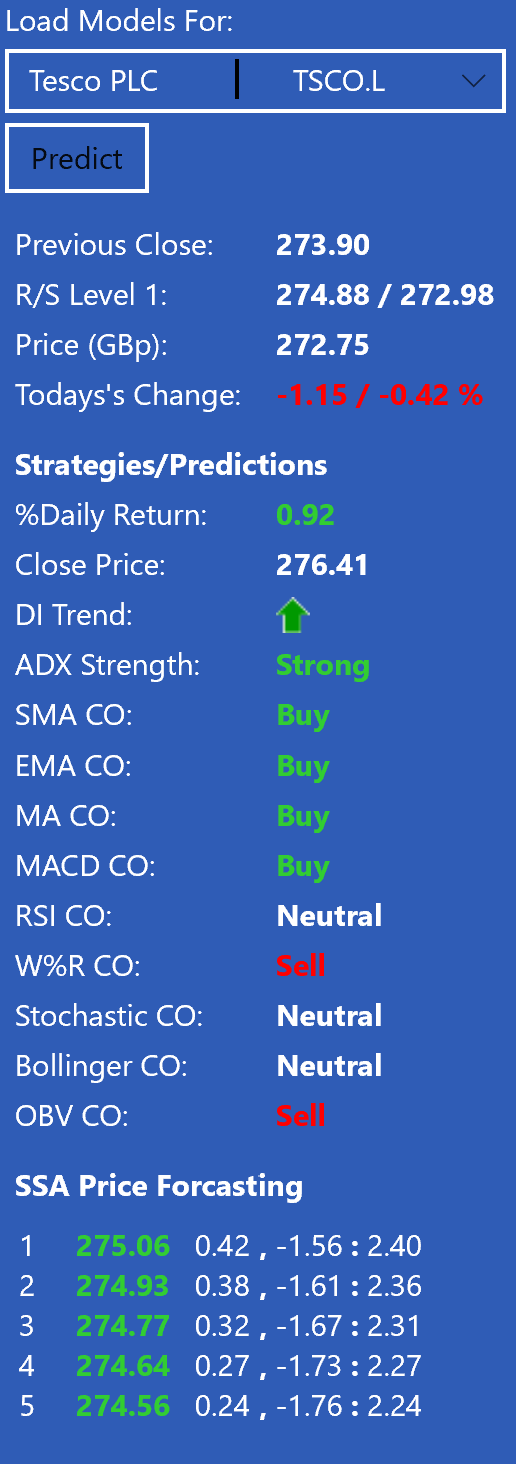 Load Models For:
Tesco PLC | TSCO.L
Predict
Previous Close: 273.90
R/S Level 1: 274.88 / 272.98
Price (GBp): 272.75
Todays's Change: -1.15 / -0.42 %
Strategies/Predictions
%Daily Return: 0.92
Close Price: 276.41
DI Trend:
ADX Strength: Strong
SMA CO: Buy
EMA CO: Buy
MA CO: Buy
MACD CO: Buy
RSI CO: Neutral
W%R CO: Sell
Stochastic CO: Neutral
Bollinger CO: Neutral
OBV CO: Sell
SSA Price Forcasting
1 275.06 0.42 , -1.56 : 2.40
2 274.93 0.38 , -1.61 : 2.36
3 274.77 0.32 , -1.67 : 2.31
4 274.64 0.27 , -1.73 : 2.27
5 274.56 0.24 , -1.76 : 2.24